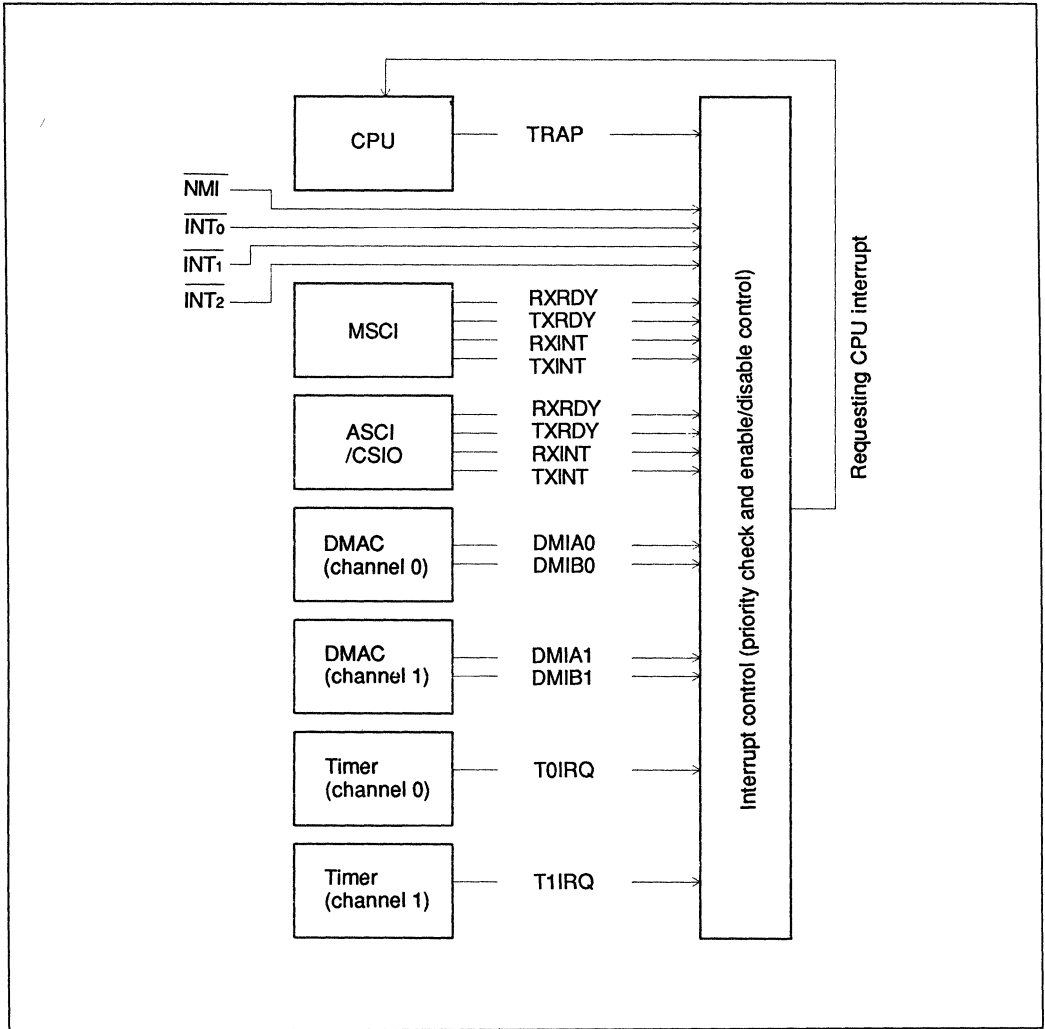 CPU
TRAP
NMI
INT0
INT1
INT2
MSCI
RXRDY
TXRDY
RXINT
TXINT
ASCI
/CSIO
RXRDY
TXRDY
RXINT
TXINT
DMAC
(channel 0)
DMIA0
DMIB0
DMAC
(channel 1)
DMIA1
DMIB1
Timer
(channel 0)
T0IRQ
Timer
(channel 1)
T1IRQ
Interrupt control (priority check and enable/disable control)
Requesting CPU interrupt